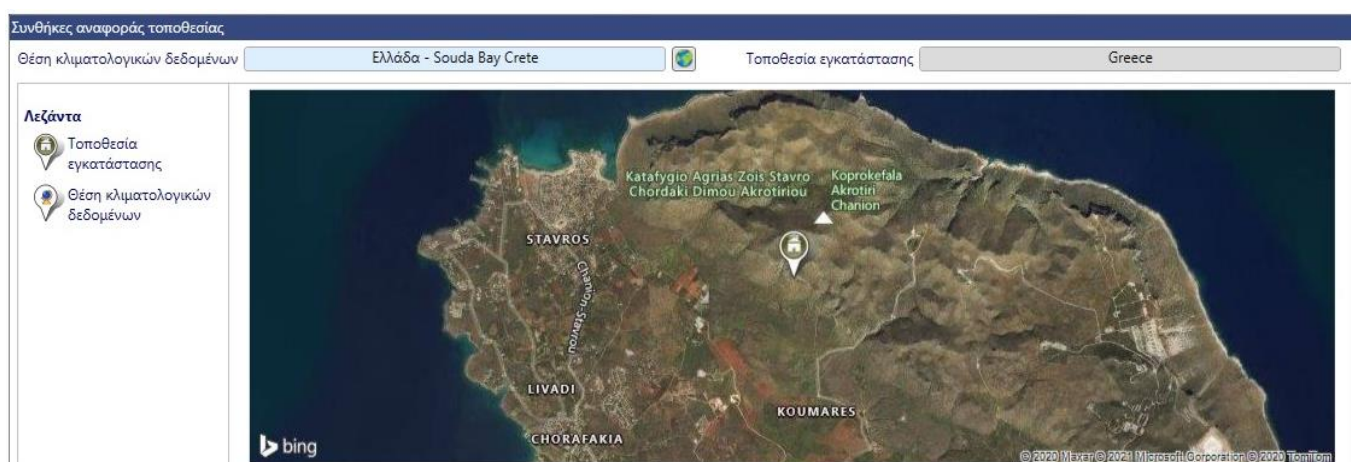 Συνθήκες αναφοράς τοποθεσίας
Θέση κλιματολογικών δεδομένων Ελλάδα - Souda Bay Crete Τοποθεσία εγκατάστασης Greece
Λεζάντα
Τοποθεσία
εγκατάστασης
Θέση κλιματολογικών
δεδομένων
Katafygio Agrias Zois Stavro
Chordaki Dimou Akrotiriou
Koprokefala
Akrotiri
Chanion
STAVROS
Chanion-Stavrou
LIVADI
KOUMARES
CHORAFAKIA
bing
© 2020 Maxar © 2021 Microsoft Corporation © 2020 TomTom